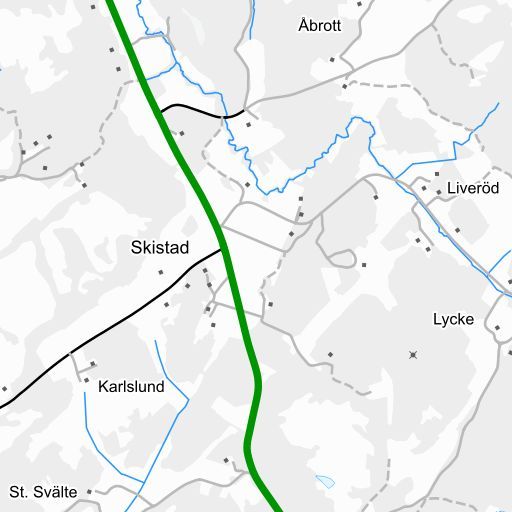 Åbrott
Liveröd
Skistad
Lycke
Karlslund
St. Svälte